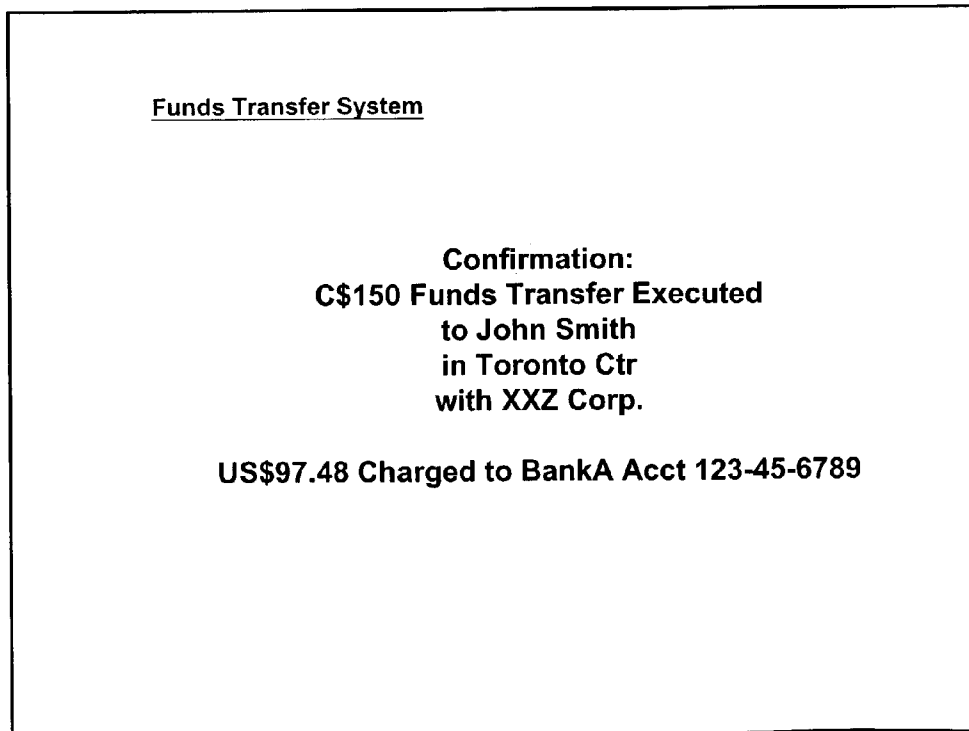 Funds Transfer System
Confirmation:
C$150 Funds Transfer Executed
to John Smith
in Toronto Ctr
with XXZ Corp.
US$97.48 Charged to BankA Acct 123-45-6789